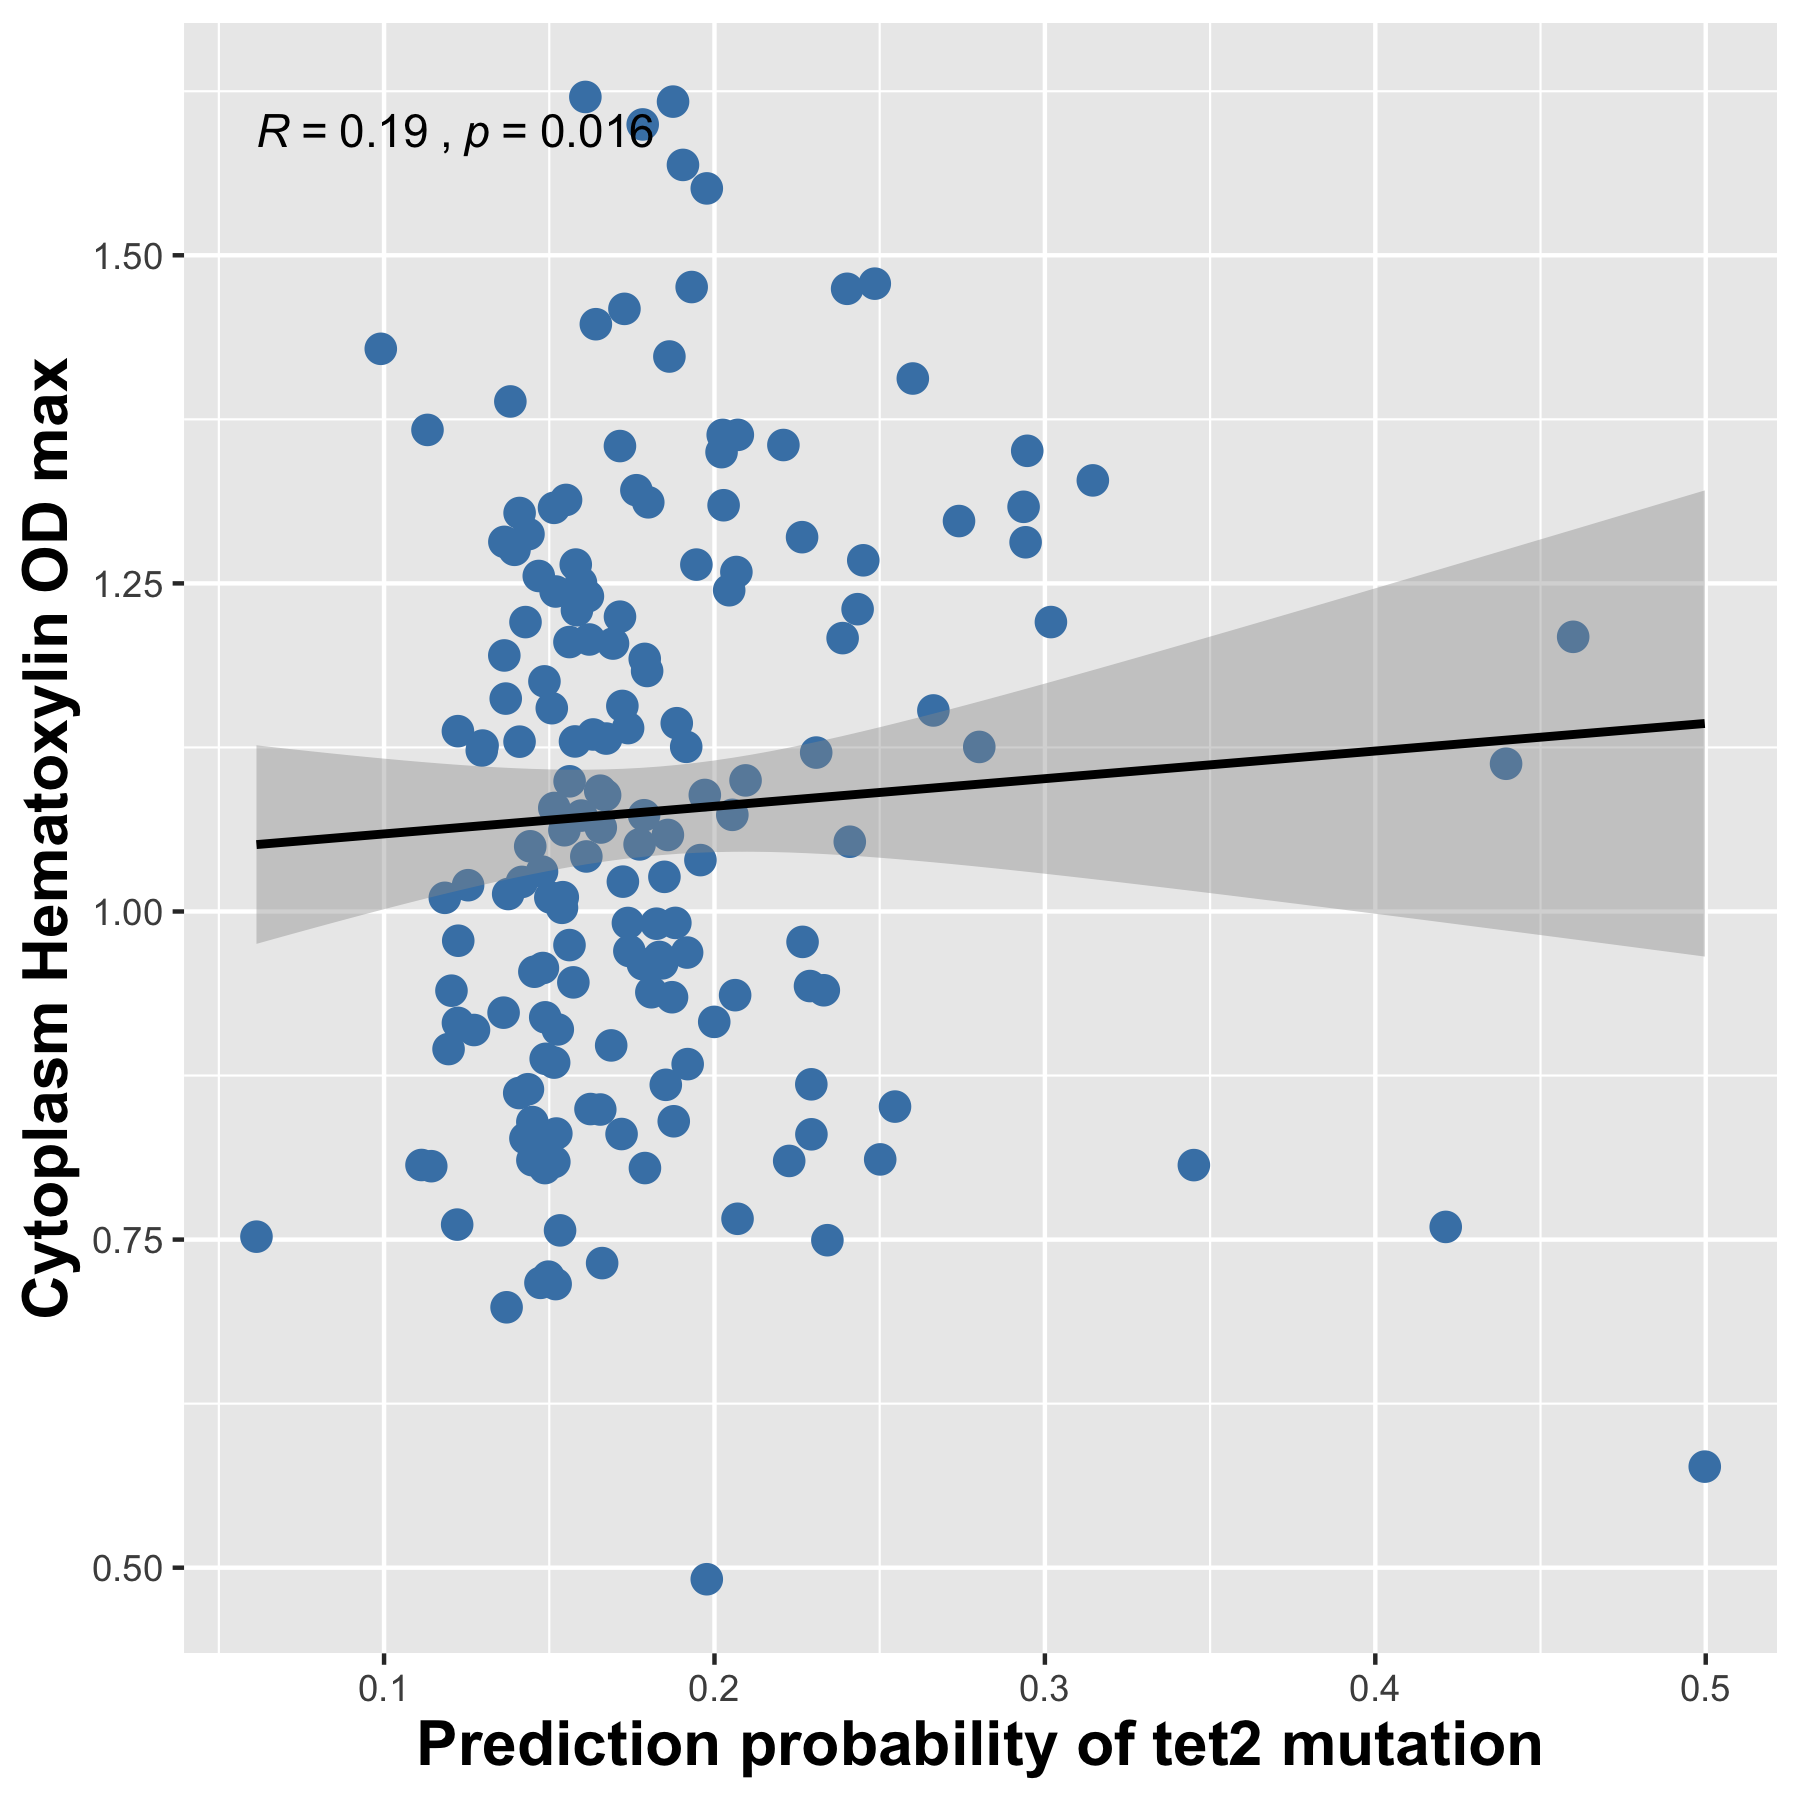 R = 0.19 , p = 0.016
Cytoplasm Hematoxylin OD max
1.50
1.25
1.00
0.75
0.50
0.1 0.2 0.3 0.4 0.5
Prediction probability of tet2 mutation